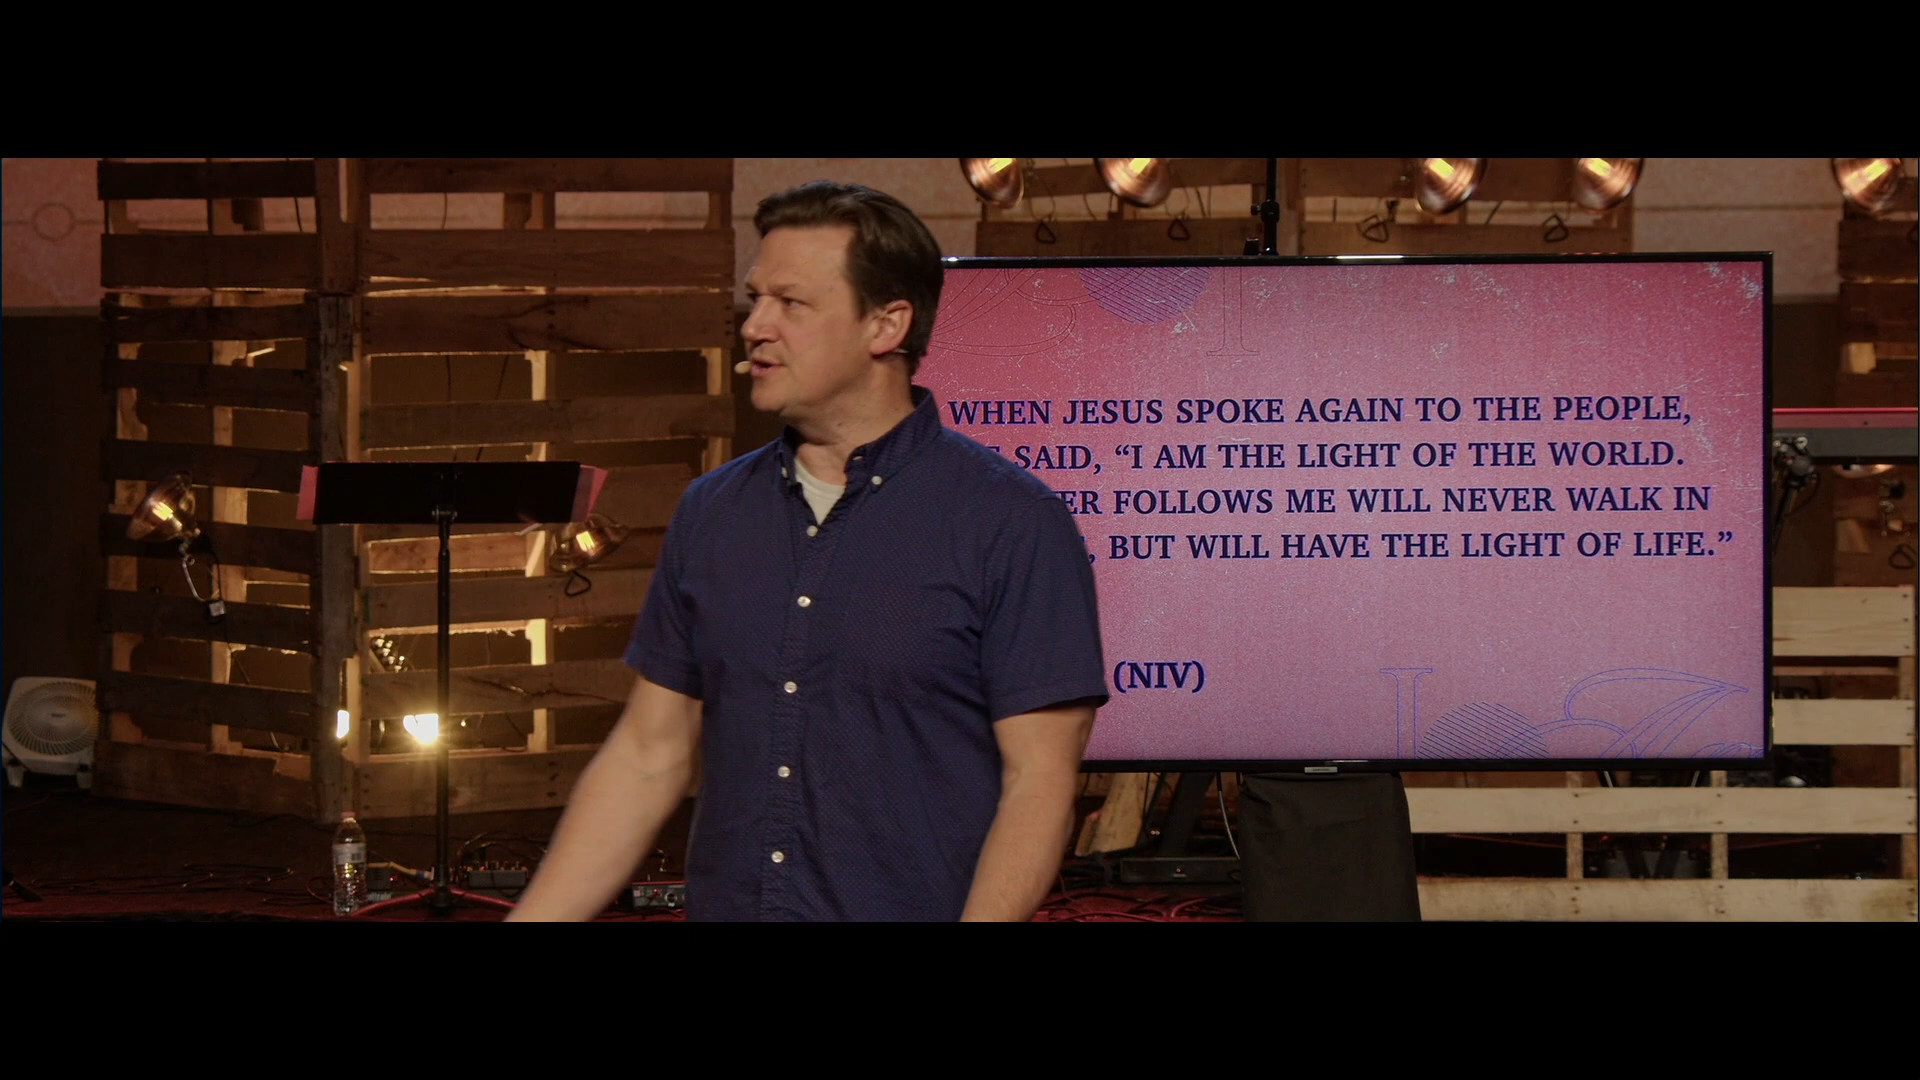 WHEN JESUS SPOKE AGAIN TO THE PEOPLE,
SAID, “I AM THE LIGHT OF THE WORLD.
FOLLOWS ME WILL NEVER WALK IN
, BUT WILL HAVE THE LIGHT OF LIFE.”
(NIV)